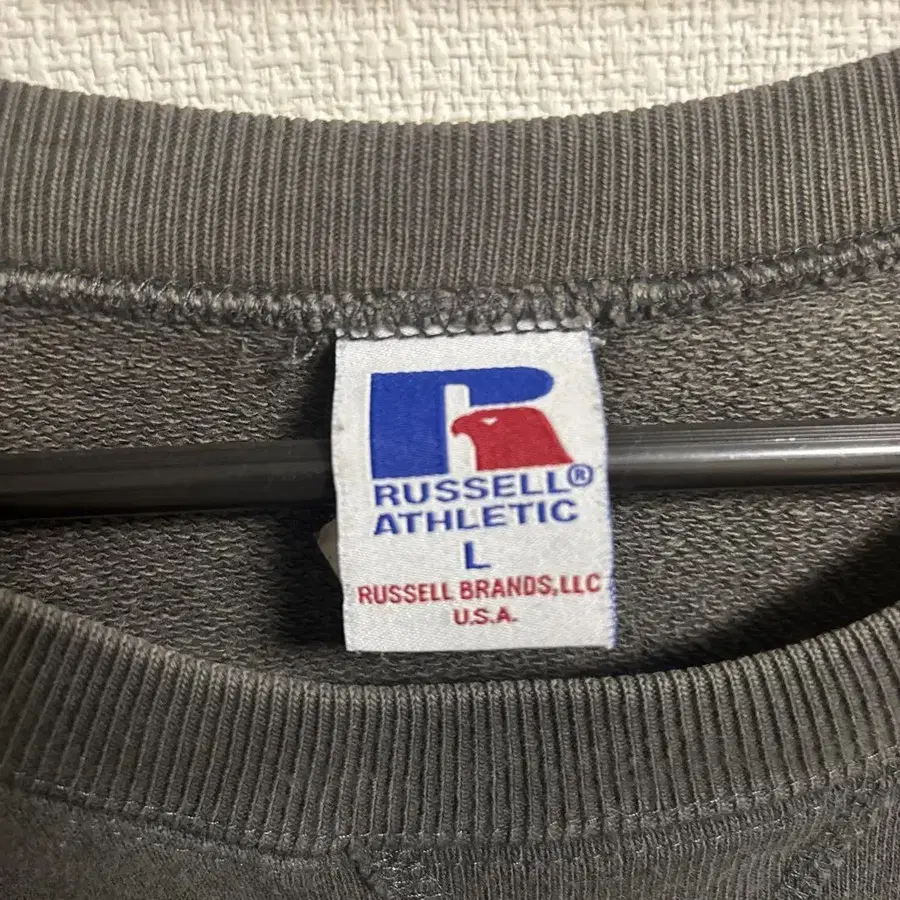 RUSSELL®
ATHLETIC
L
RUSSELL BRANDS,LLC
U.S.A.